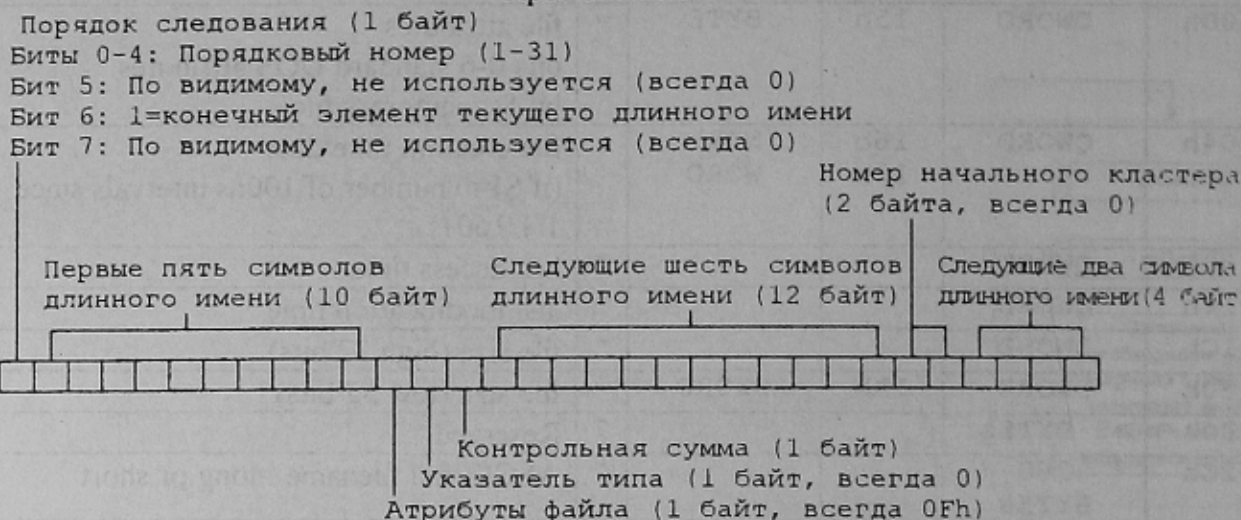 Порядок следования (1 байт)
Биты 0-4: Порядковый номер (1-31)
Бит 5: По видимому, не используется (всегда 0)
Бит 6: 1=конечный элемент текущего длинного имени
Бит 7: По видимому, не используется (всегда 0)
Номер начального кластера
(2 байта, всегда 0)
Первые пять символов
длинного имени (10 байт)
Следующие шесть символов
длинного имени (12 байт)
Следующие два символа
длинного имени (4 байт
Контрольная сумма (1 байт)
Указатель типа (1 байт, всегда 0)
Атрибуты файла (1 байт, всегда 0Fh)